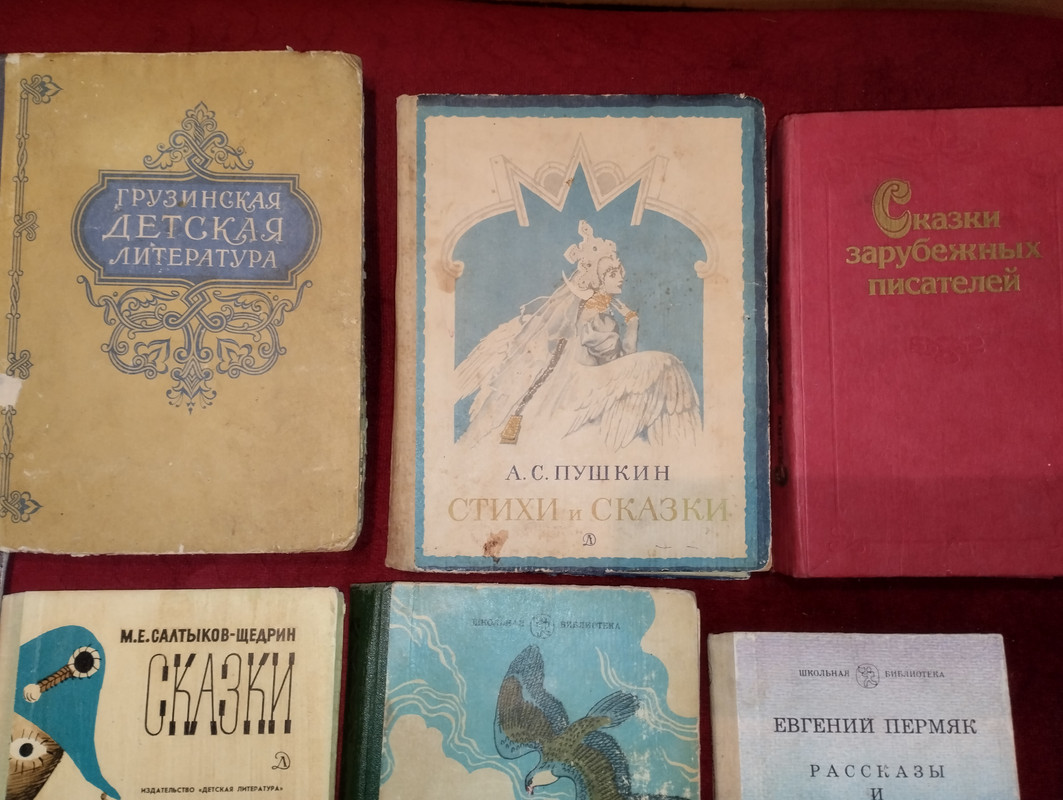 ГРУЗИНСКАЯ
ДЕТСКАЯ
ЛИТЕРАТУРА
А.С. ПУШКИН
СТИХИ и СКАЗКИ
Сказки
зарубежных
писателей
М.Е.САЛТЫКОВ-ЩЕДРИН
СКАЗКИ
ИЗДАТЕЛЬСТВО «ДЕТСКАЯ ЛИТЕРАТУРА»
ШКОЛЬНАЯ БИБЛИОТЕКА
ШКОЛЬНАЯ БИБЛИОТЕКА
ЕВГЕНИЙ ПЕРМЯК
РАССКАЗЫ
И